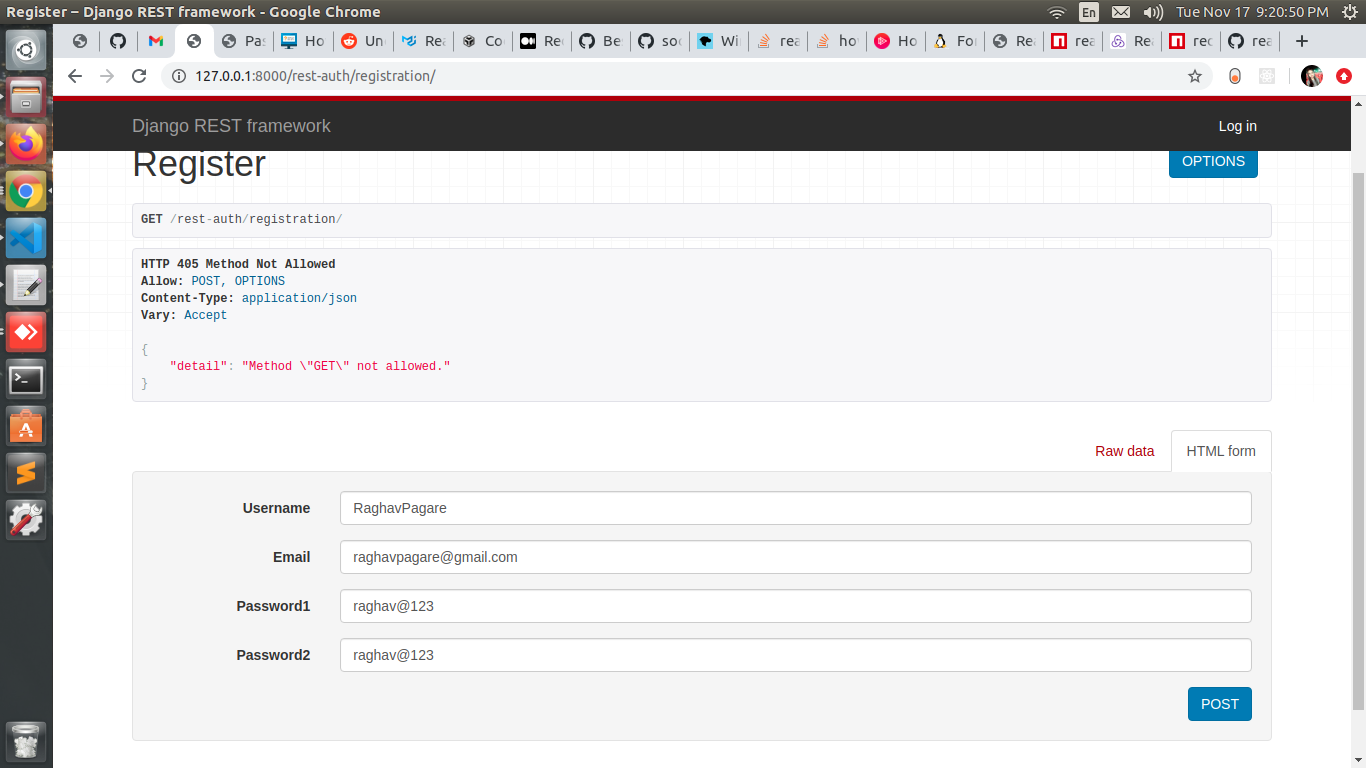 Register – Django REST framework - Google Chrome
En
Tue Nov 17 9:20:50 PM
Pas
Ho
Un
Rea
Co
Rec
Be
soc
Wi
rea
ho
Ho
For
Re
rea
Re
rec
rea
127.0.0.1:8000/rest-auth/registration/
Django REST framework
Log in
Register
OPTIONS
GET /rest-auth/registration/
HTTP 405 Method Not Allowed
Allow: POST, OPTIONS
Content-Type: application/json
Vary: Accept
{
"detail": "Method \"GET\" not allowed."
}
Raw data
HTML form
Username
RaghavPagare
Email
raghavpagare@gmail.com
Password1
raghav@123
Password2
raghav@123
POST